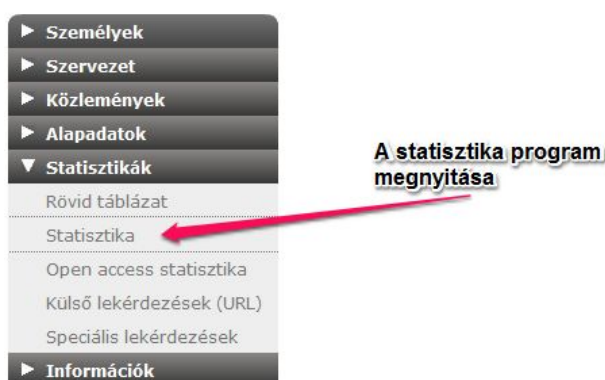 Személyek
Szervezet
Közlemények
Alapadatok
Statisztikák
Rövid táblázat
Statisztika
Open access statisztika
Külső lekérdezések (URL)
Speciális lekérdezések
Információk
A statisztika program
megnyitása